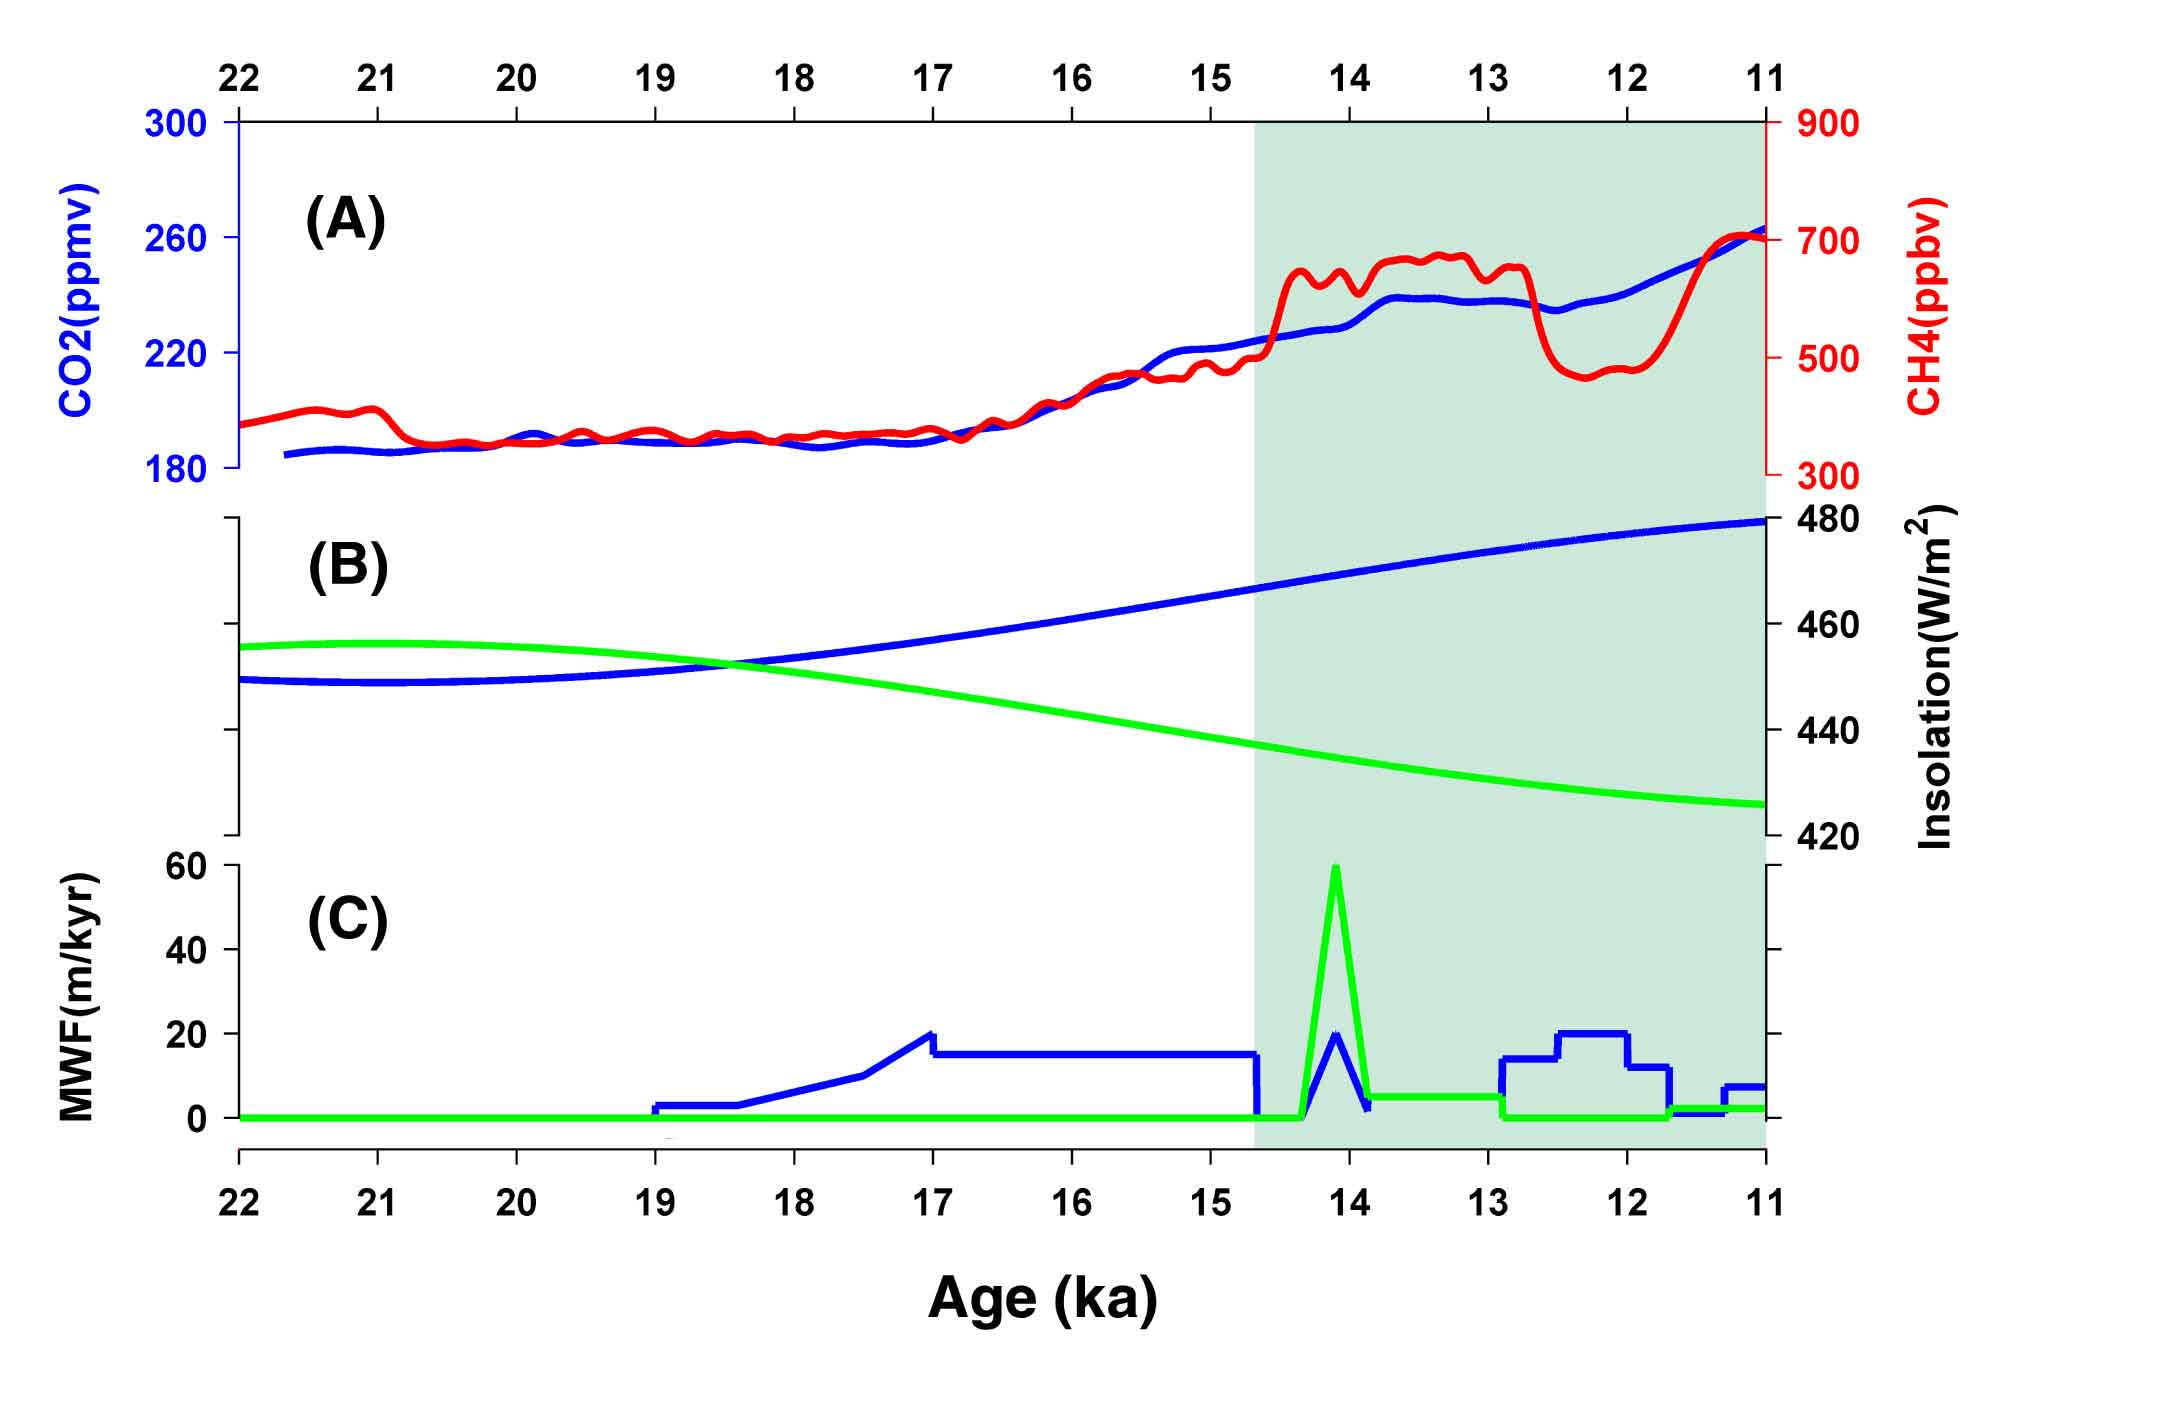 22 21 20 19 18 17 16 15 14 13 12 11
300
260
220
180
CO2(ppmv)
(A)
900
700
500
300
CH4(ppbv)
(B)
480
460
440
420
Insolation(W/m²)
60
40
20
0
MWF(m/kyr)
(C)
22 21 20 19 18 17 16 15 14 13 12 11
Age (ka)